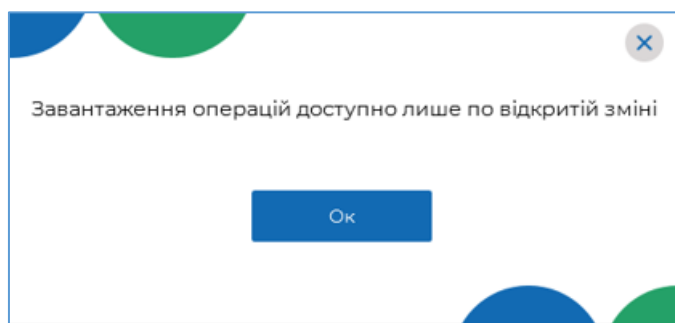 Завантаження операцій доступно лише по відкритій зміні
Ок